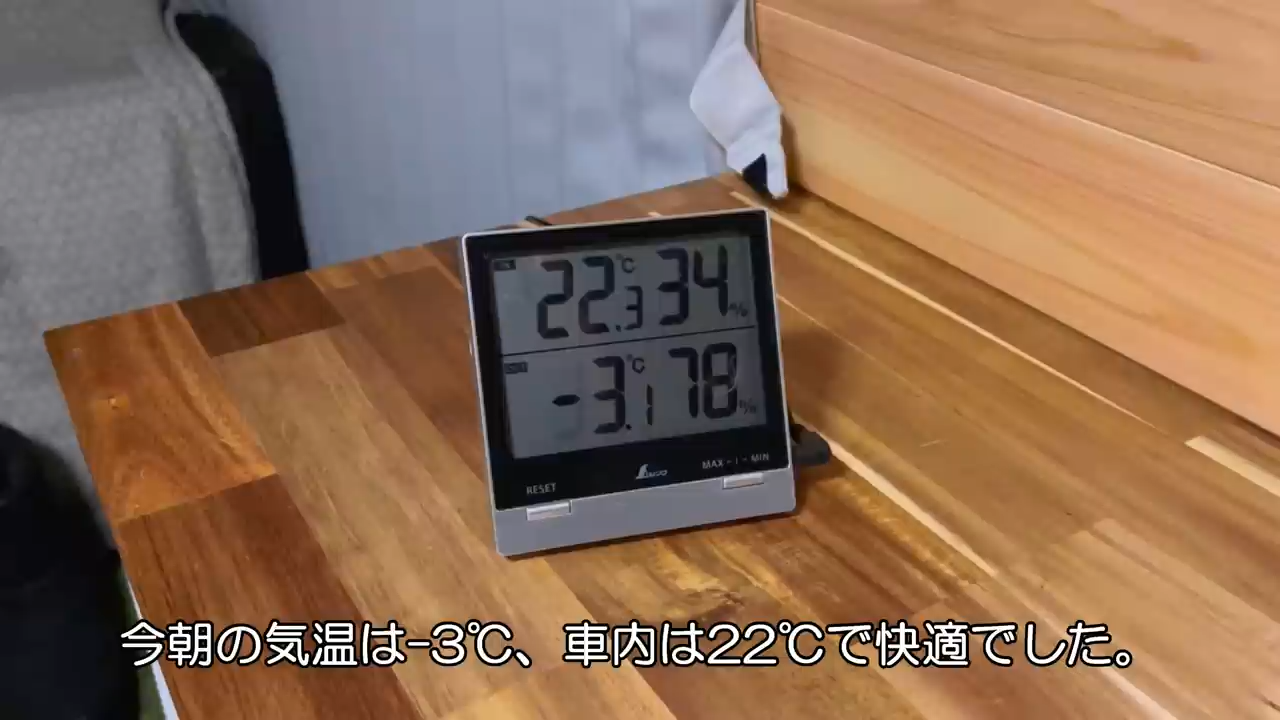 22.3℃ 34%
-3.1℃ 78%
RESET
MAX - I - MIN
今朝の気温は-3℃、車内は22℃で快適でした。